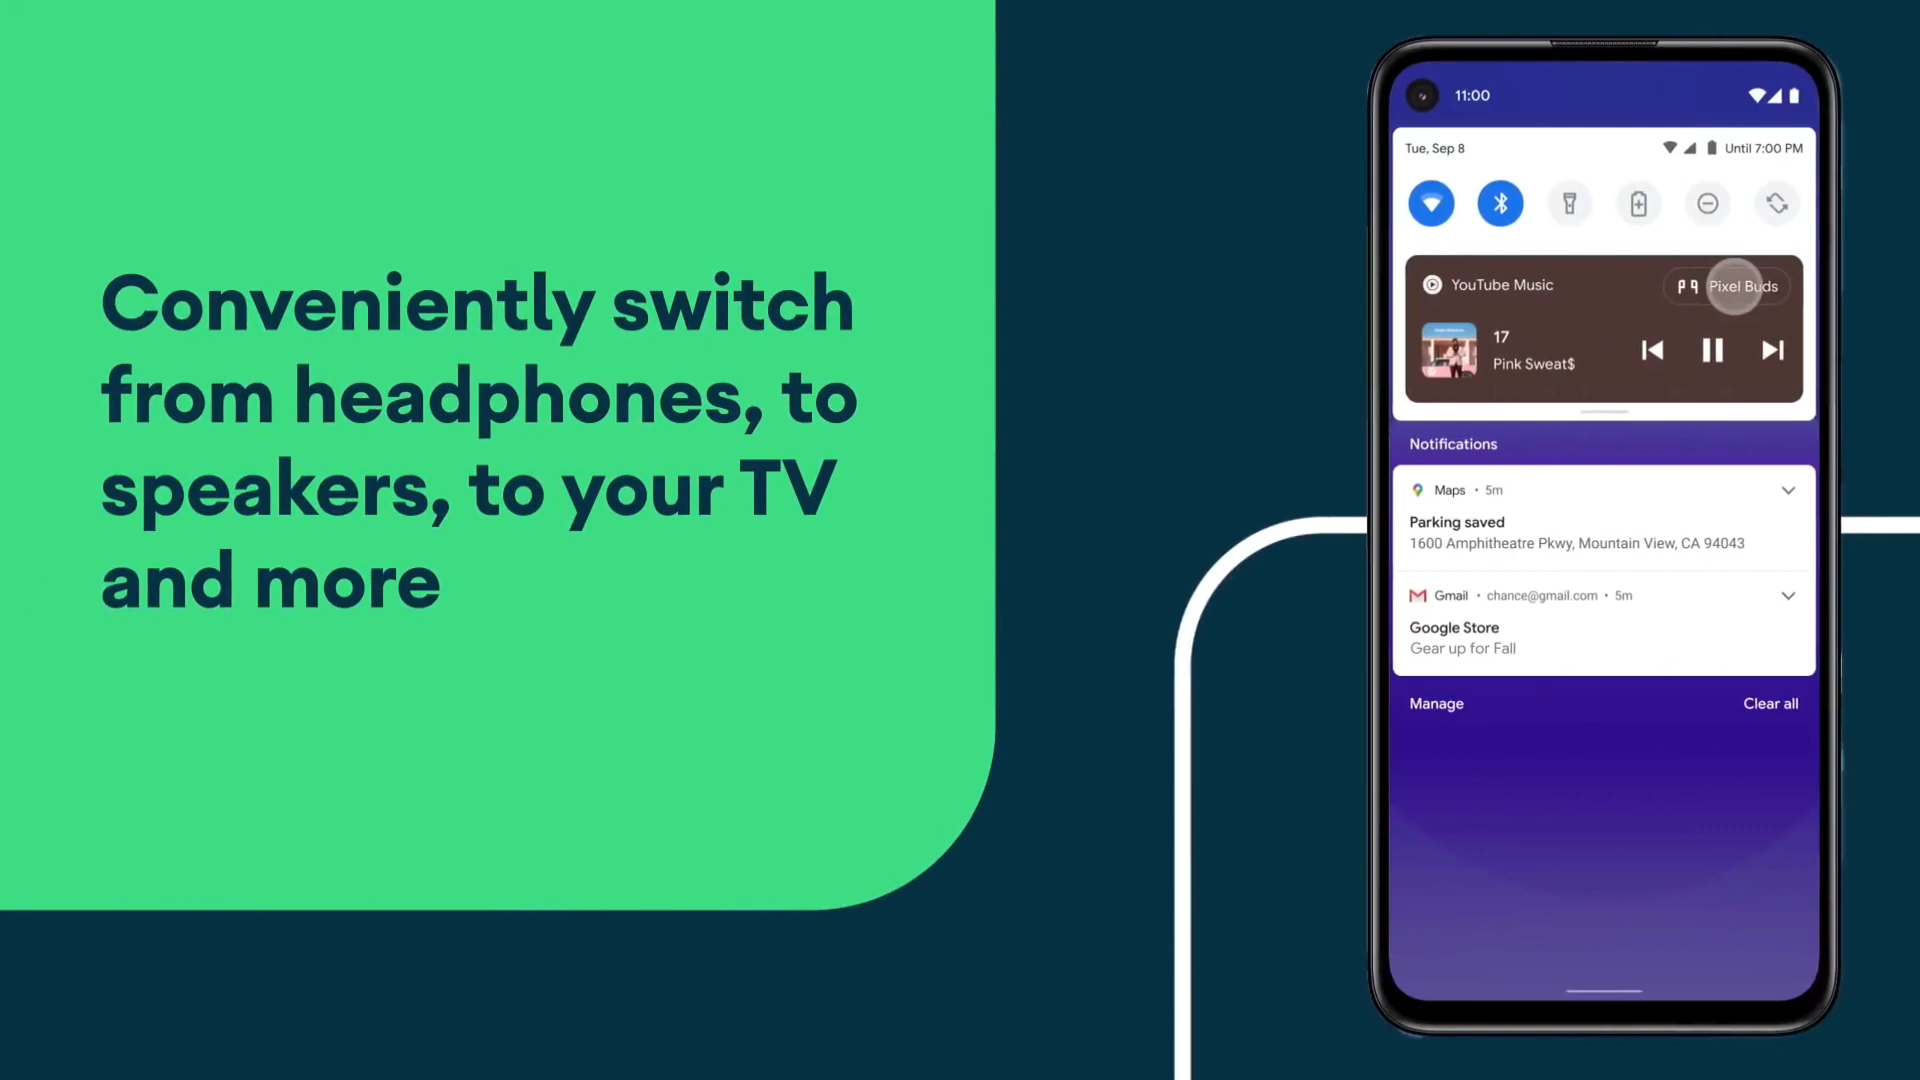 Conveniently switch
from headphones, to
speakers, to your TV
and more
11:00
Tue, Sep 8
Until 7:00 PM
YouTube Music
Pixel Buds
17
Pink Sweat$
Notifications
Maps • 5m
Parking saved
1600 Amphitheatre Pkwy, Mountain View, CA 94043
Gmail • chance@gmail.com • 5m
Google Store
Gear up for Fall
Manage
Clear all